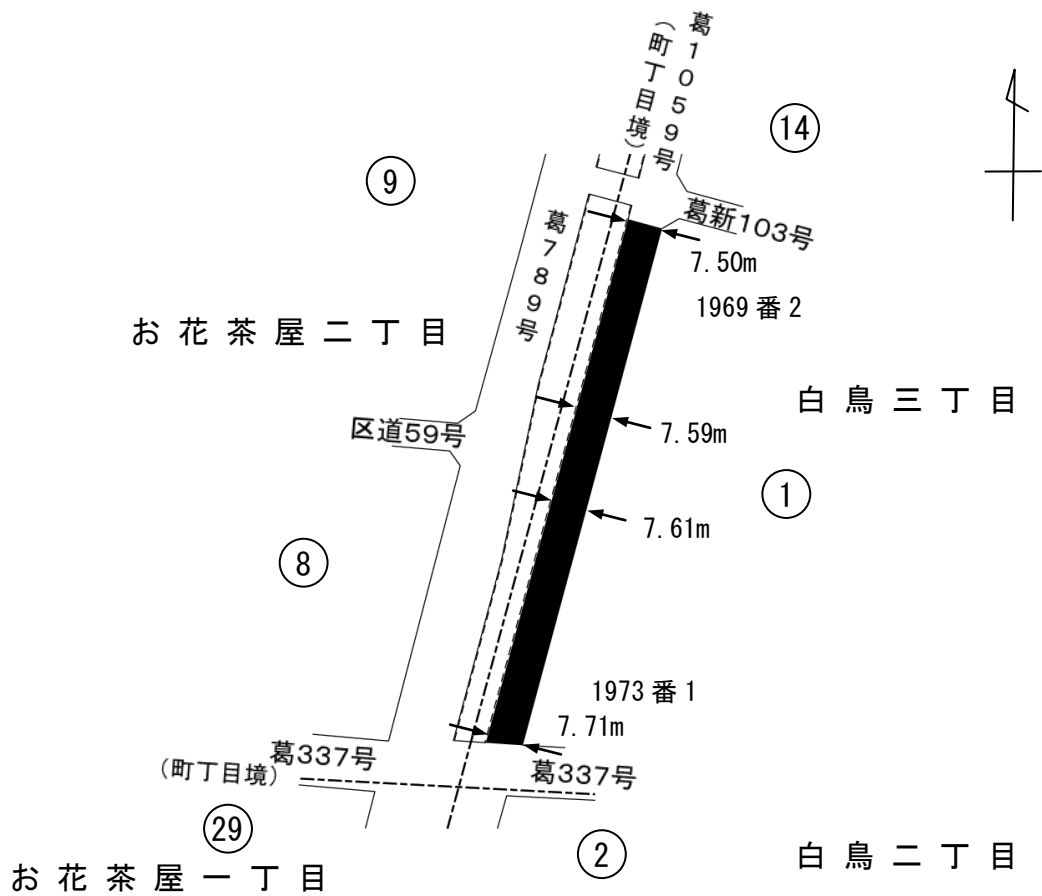 葛1059号
（町丁目境）
14
9
葛新103号
7.50m
葛789号
1969番2
お花茶屋二丁目
白鳥三丁目
区道59号
7.59m
1
7.61m
8
1973番1
7.71m
葛337号
（町丁目境）
葛337号
29
2
白鳥二丁目
お花茶屋一丁目